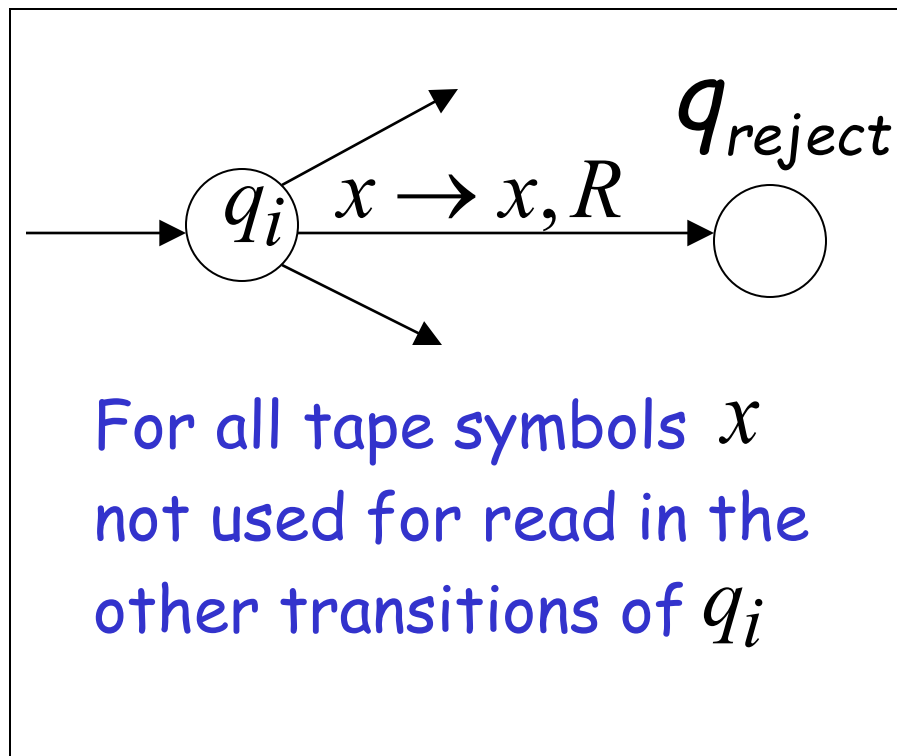 q_reject
q_i x → x, R
For all tape symbols x
not used for read in the
other transitions of q_i